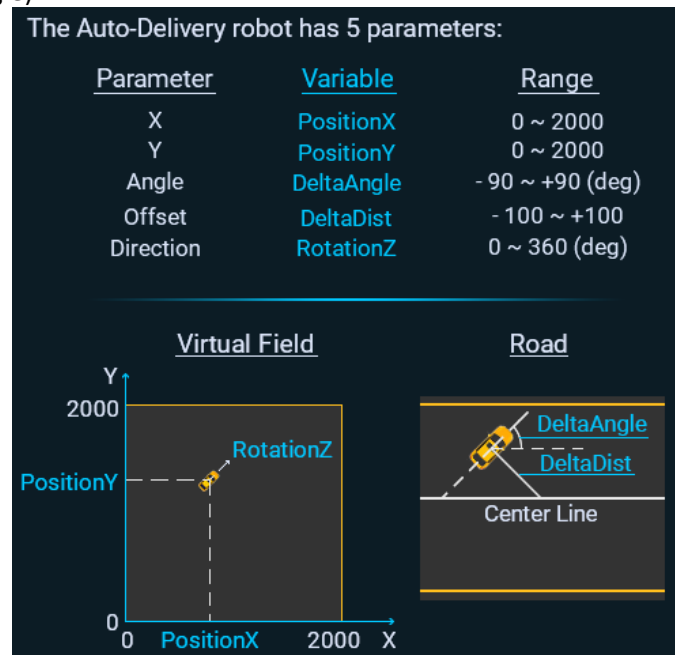 The Auto-Delivery robot has 5 parameters:
Parameter Variable Range
X PositionX 0 ~ 2000
Y PositionY 0 ~ 2000
Angle DeltaAngle - 90 ~ +90 (deg)
Offset DeltaDist - 100 ~ +100
Direction RotationZ 0 ~ 360 (deg)
Virtual Field Road
Y
2000
RotationZ
PositionY
0
0 PositionX 2000 X
DeltaAngle
DeltaDist
Center Line